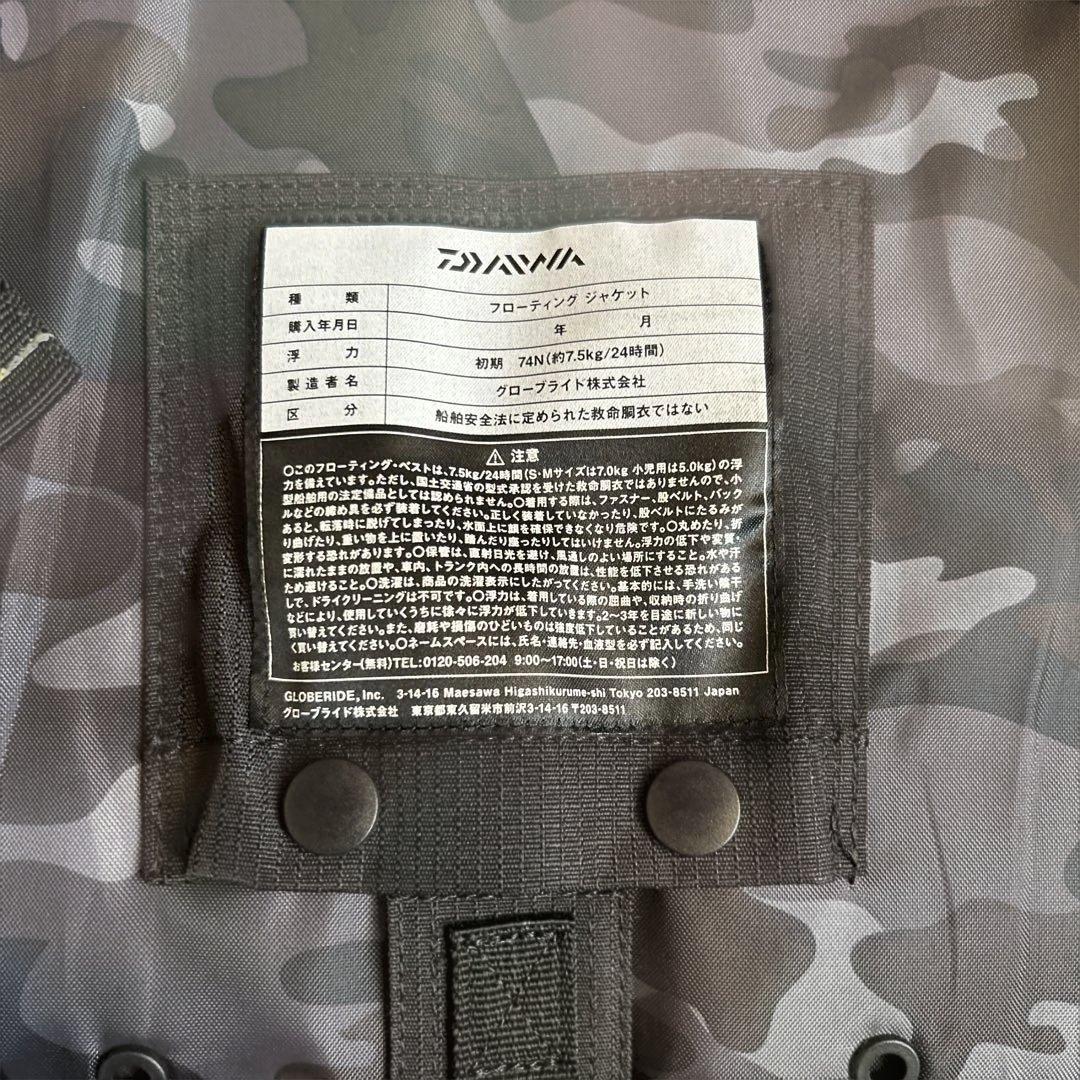 DAIWA
種類 フローティング ジャケット
購入年月日 年 月
浮力 初期 74N(約7.5kg/24時間)
製造者名 グローブライド株式会社
区分 船舶安全法に定められた救命胴衣ではない
⚠ 注意
〇このフローティング・ベストは、7.5kg/24時間(S・Mサイズは7.0kg 小児用は5.0kg)の浮
力を備えています。ただし、国土交通省の型式承認を受けた救命胴衣ではありませんので、小
型船舶用の法定備品としては認められません。〇着用する際は、ファスナー、股ベルト、バック
ルなどの締め具を必ず装着してください。正しく装着していなかったり、股ベルトにたるみが
あると、転落時に脱げてしまったり、水面上に顔を確保できなくなり危険です。〇丸めたり、折
り曲げたり、重い物を上に置いたり、踏んだり座ったりしてはいけません。浮力の低下や変質・
変形する恐れがあります。〇保管は、直射日光を避け、風通しのよい場所にすること。水や汗
に濡れたままの放置や、車内、トランク内への長時間の放置は、性能を低下させる恐れがある
ため避けること。〇洗濯は、商品の洗濯表示にしたがってください。基本的には、手洗い陰干
しで、ドライクリーニングは不可です。〇浮力は、着用している際の屈曲や、収納時の折り曲げ
などにより、使用していくうちに徐々に浮力が低下していきます。2〜3年を目途に新しい物に
買い替えてください。また、磨耗や損傷のひどいものは強度低下していることがあるため、同じ
く買い替えてください。〇ネームスペースには、氏名・連絡先・血液型を必ず記入してください。
お客様センター(無料)TEL:0120-506-204 9:00〜17:00(土・日・祝日は除く)
GLOBERIDE, Inc. 3-14-16 Maesawa Higashikurume-shi Tokyo 203-8511 Japan
グローブライド株式会社 東京都東久留米市前沢3-14-16 〒203-8511